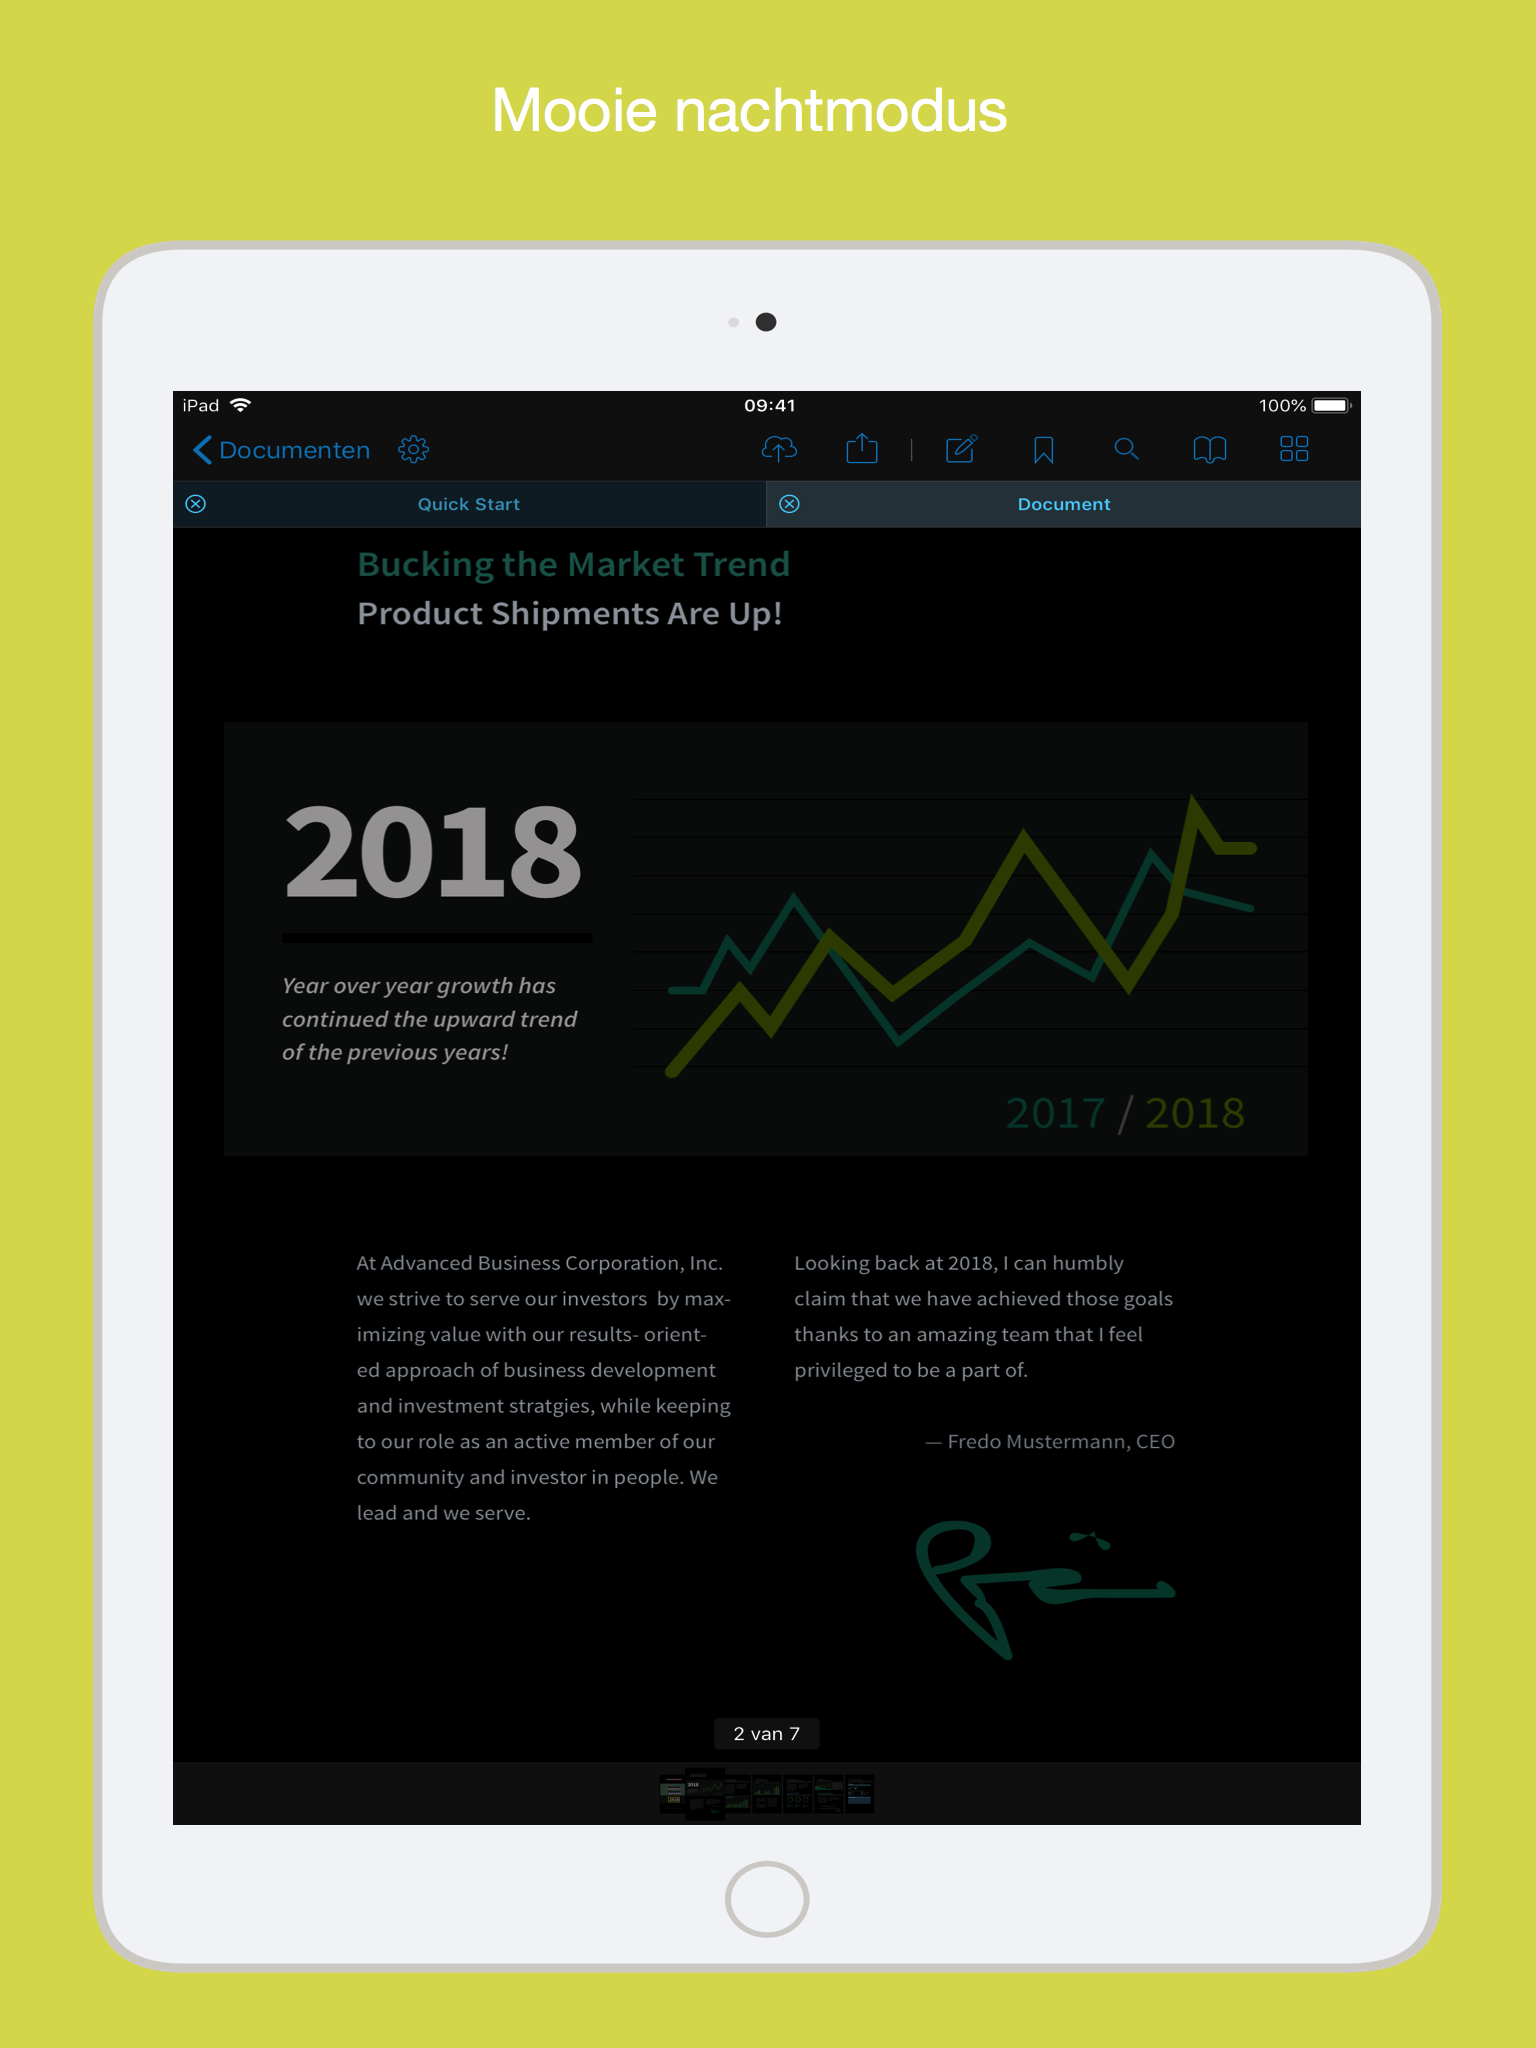 Mooie nachtmodus
iPad 09:41 100%
Documenten
Quick Start Document
Bucking the Market Trend
Product Shipments Are Up!
2018
Year over year growth has
continued the upward trend
of the previous years!
2017 / 2018
At Advanced Business Corporation, Inc.
we strive to serve our investors by max-
imizing value with our results- orient-
ed approach of business development
and investment stratgies, while keeping
to our role as an active member of our
community and investor in people. We
lead and we serve.
Looking back at 2018, I can humbly
claim that we have achieved those goals
thanks to an amazing team that I feel
privileged to be a part of.
— Fredo Mustermann, CEO
2 van 7